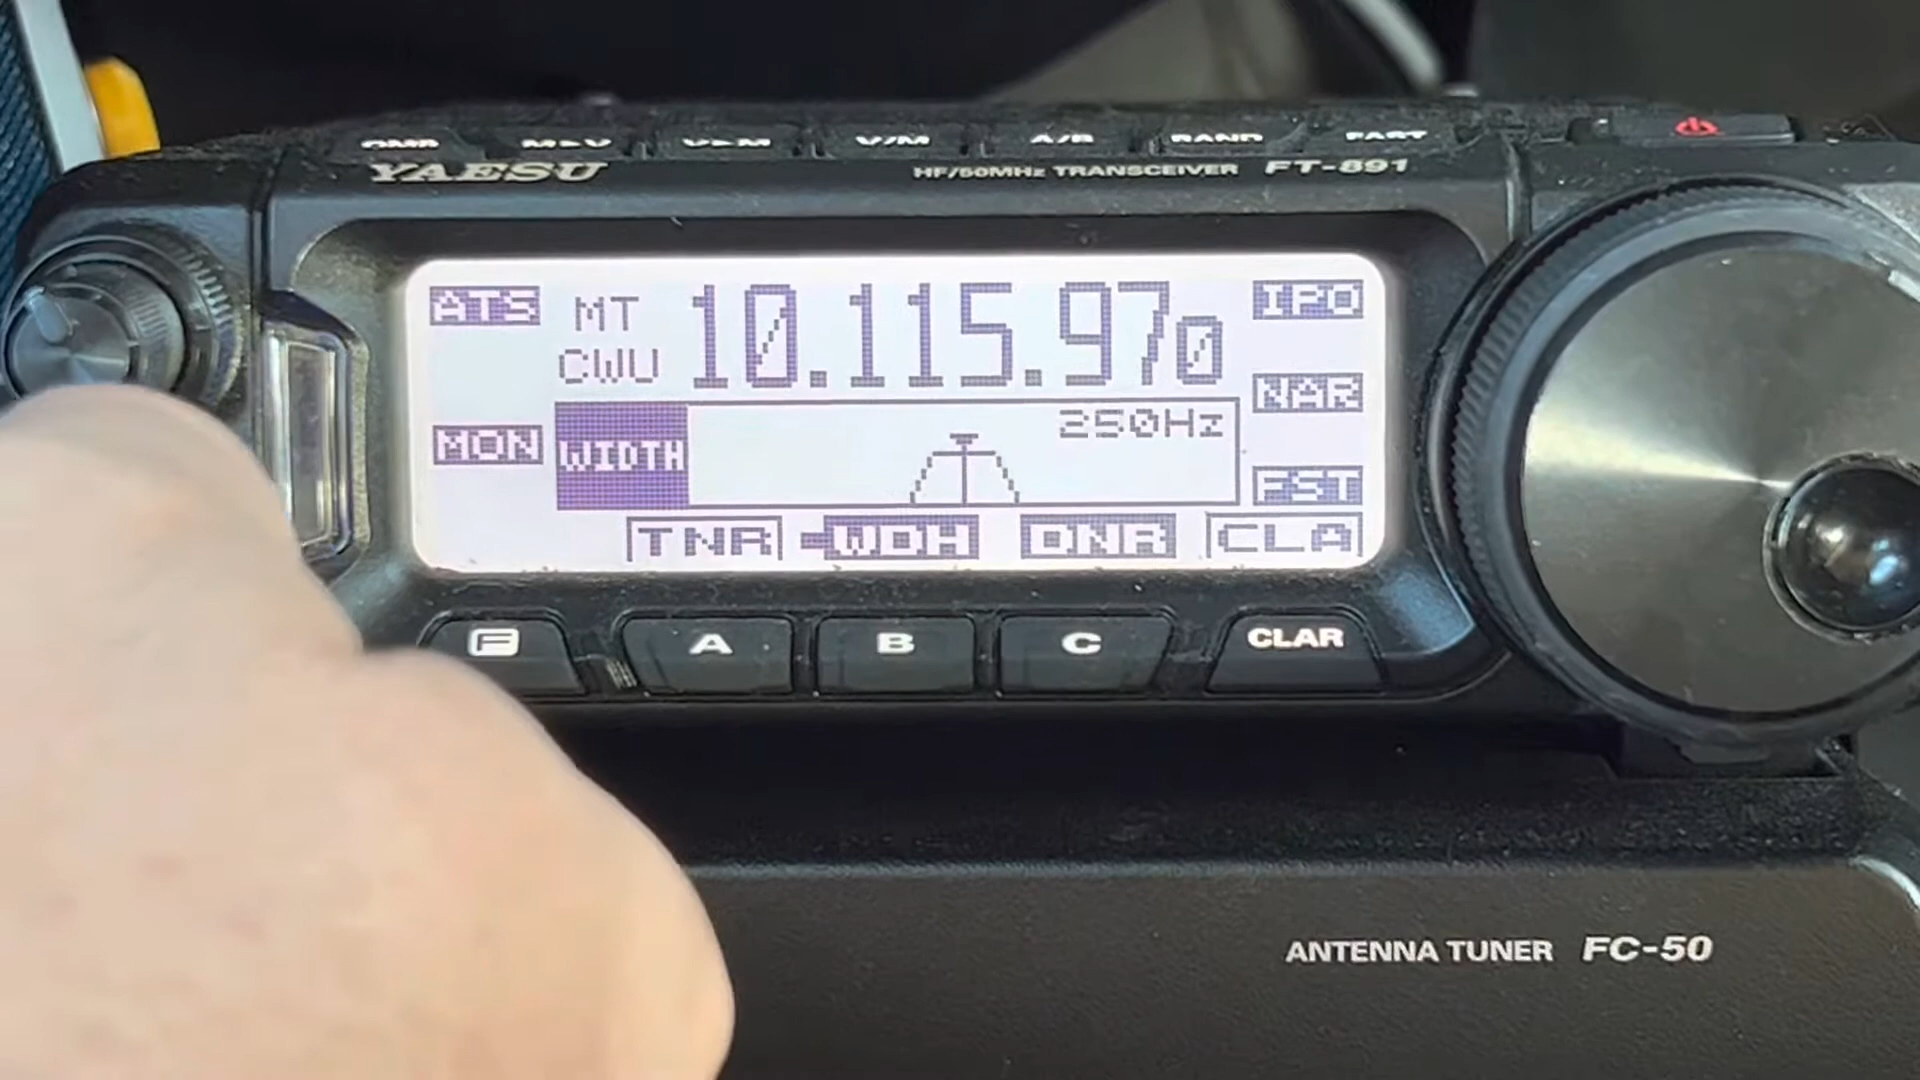 V/M A/B BAND FAST
YAESU HF/50MHz TRANSCEIVER FT-891
ATS MT 10.115.970 IPO
CWU NAR
MON WIDTH 250Hz FST
TNR WDH DNR CLA
F A B C CLAR
ANTENNA TUNER FC-50